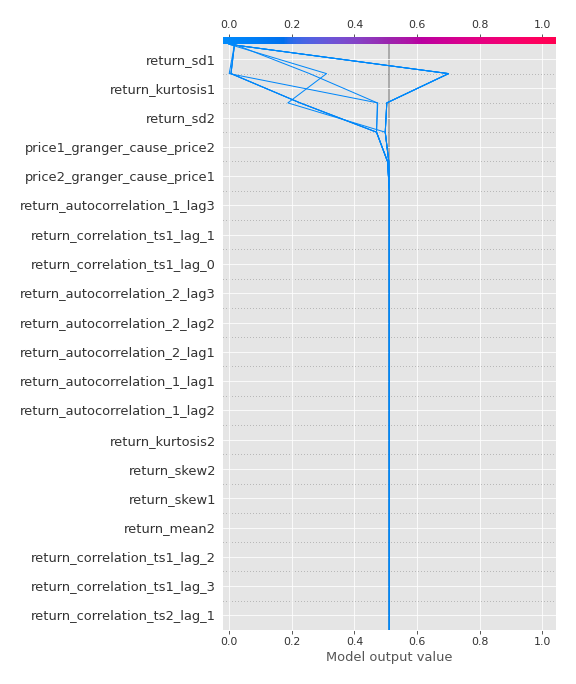 0.0 0.2 0.4 0.6 0.8 1.0
return_sd1
return_kurtosis1
return_sd2
price1_granger_cause_price2
price2_granger_cause_price1
return_autocorrelation_1_lag3
return_correlation_ts1_lag_1
return_correlation_ts1_lag_0
return_autocorrelation_2_lag3
return_autocorrelation_2_lag2
return_autocorrelation_2_lag1
return_autocorrelation_1_lag1
return_autocorrelation_1_lag2
return_kurtosis2
return_skew2
return_skew1
return_mean2
return_correlation_ts1_lag_2
return_correlation_ts1_lag_3
return_correlation_ts2_lag_1
0.0 0.2 0.4 0.6 0.8 1.0
Model output value